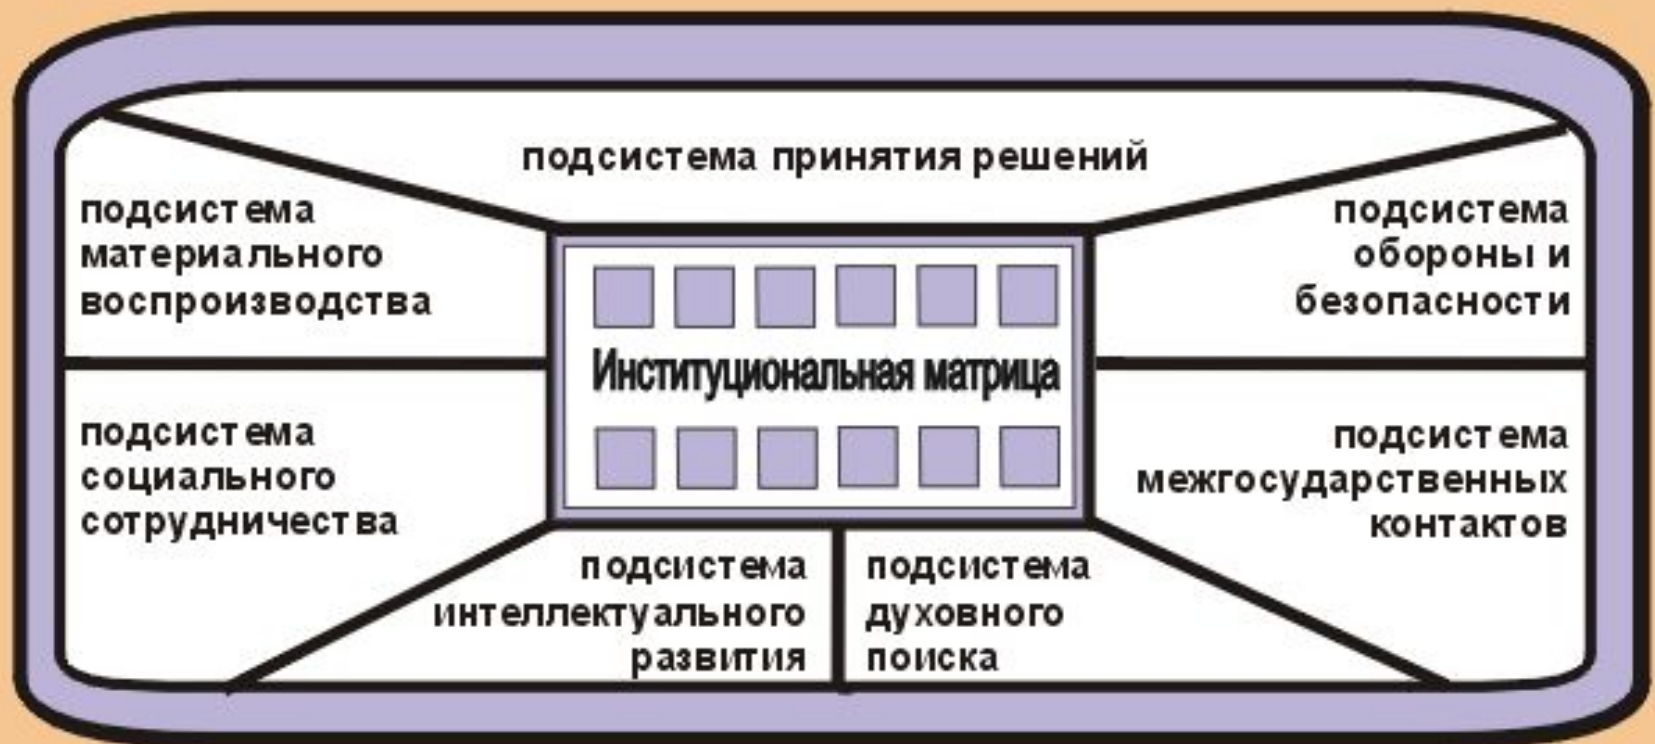 подсистема принятия решений
подсистема
материального
воспроизводства
подсистема
обороны и
безопасности
Институциональная матрица
подсистема
социального
сотрудничества
подсистема
межгосударственных
контактов
подсистема
интеллектуального
развития
подсистема
духовного
поиска